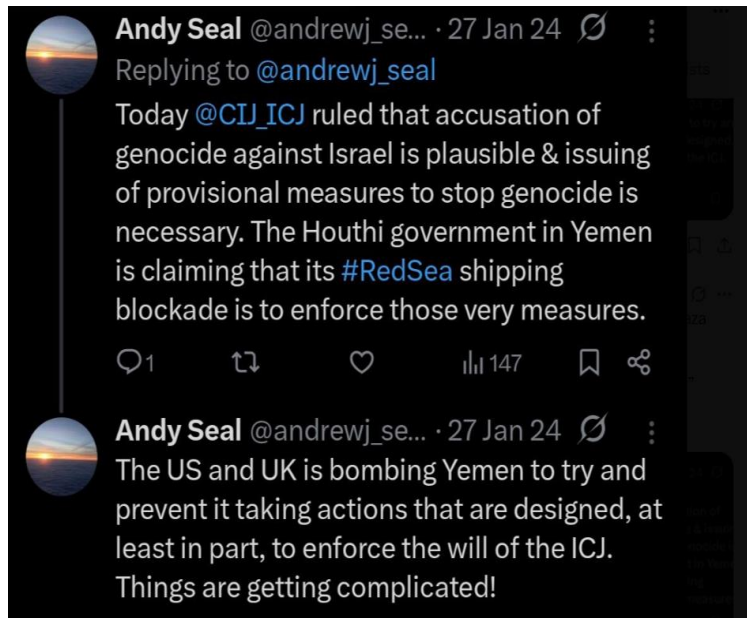 Andy Seal @andrewj_se... · 27 Jan 24
Replying to @andrewj_seal
Today @CIJ_ICJ ruled that accusation of
genocide against Israel is plausible & issuing
of provisional measures to stop genocide is
necessary. The Houthi government in Yemen
is claiming that its #RedSea shipping
blockade is to enforce those very measures.
1 147
Andy Seal @andrewj_se... · 27 Jan 24
The US and UK is bombing Yemen to try and
prevent it taking actions that are designed, at
least in part, to enforce the will of the ICJ.
Things are getting complicated!